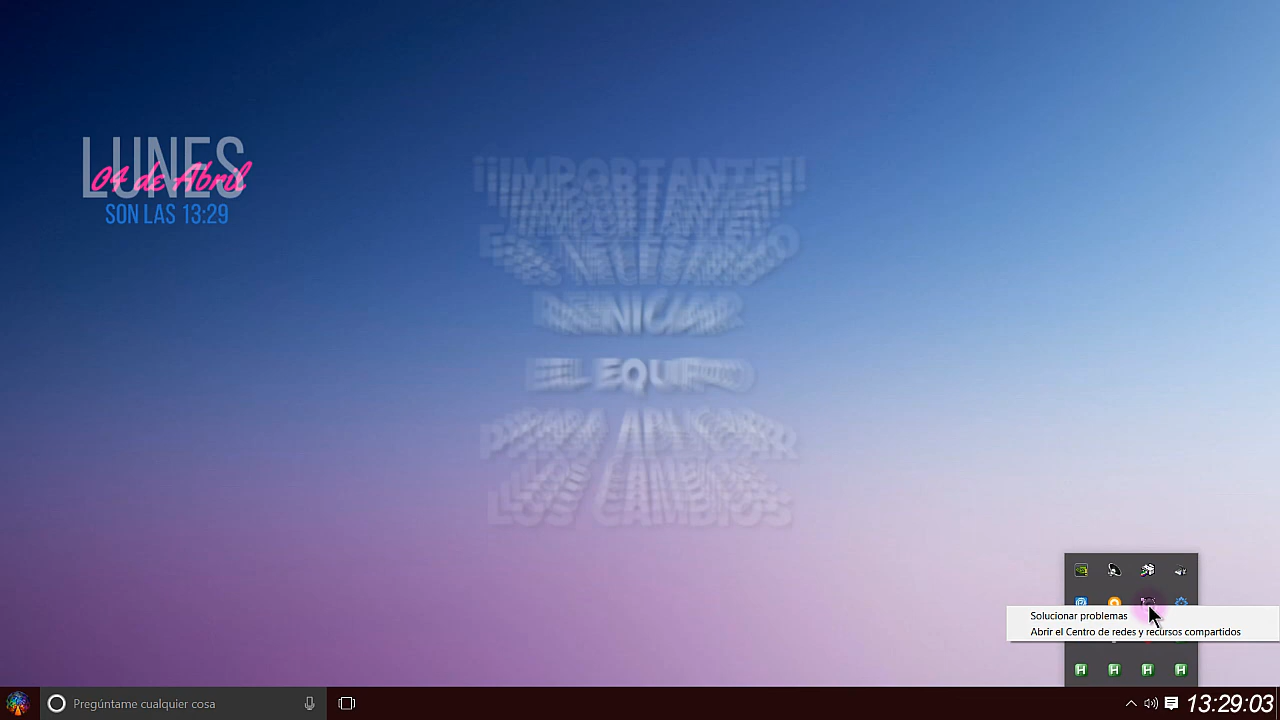 LUNES
04 de Abril
SON LAS 13:29
¡¡IMPORTANTE!!
ES NECESARIO
REINICIAR
EL EQUIPO
PARA APLICAR
LOS CAMBIOS
Solucionar problemas
Abrir el Centro de redes y recursos compartidos
Pregúntame cualquier cosa
13:29:03